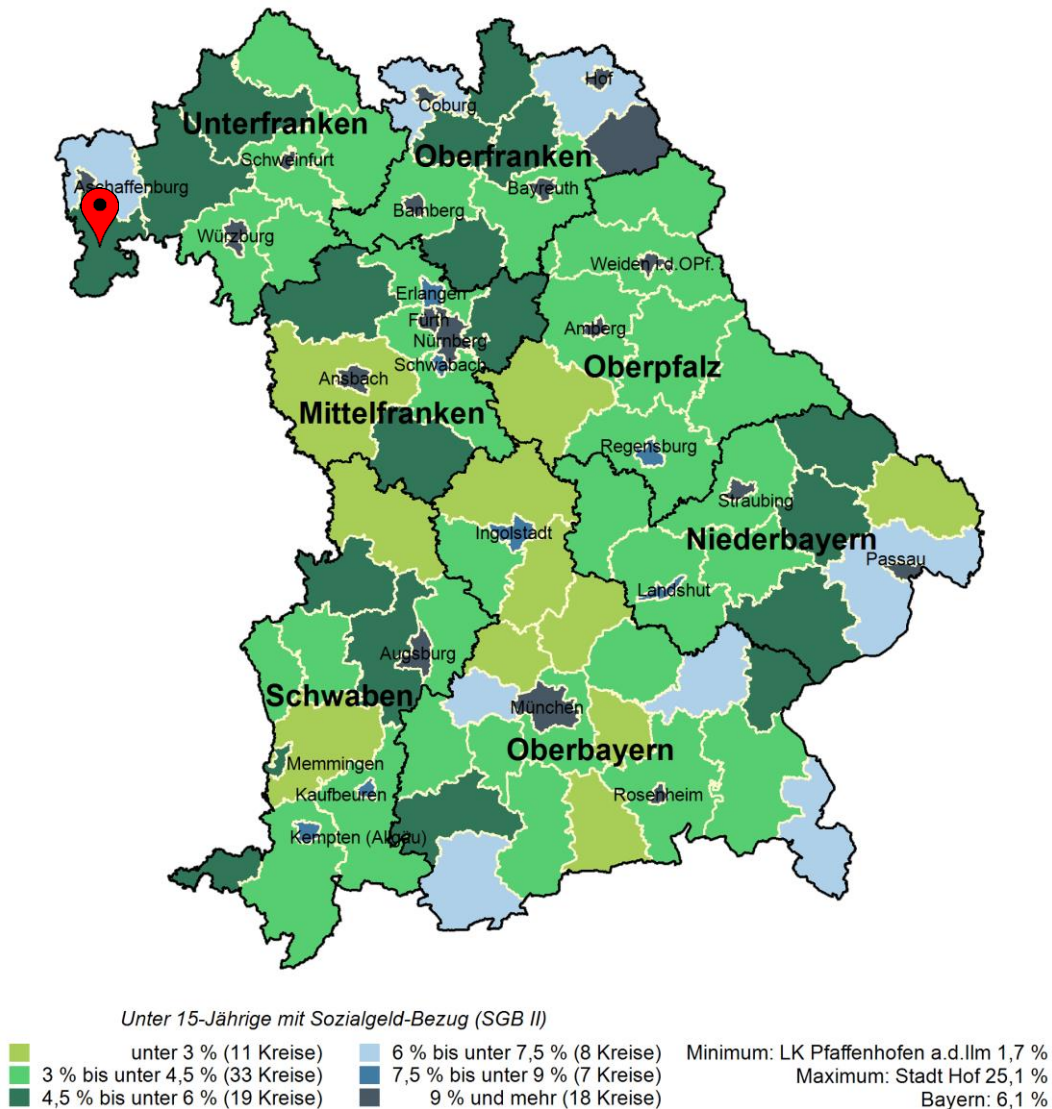 Hof
Coburg
Unterfranken
Oberfranken
Schweinfurt
Aschaffenburg
Bayreuth
Bamberg
Würzburg
Weiden i.d.OPf.
Erlangen
Fürth
Amberg
Nürnberg
Schwabach
Oberpfalz
Ansbach
Mittelfranken
Regensburg
Straubing
Ingolstadt
Niederbayern
Passau
Landshut
Augsburg
Schwaben
München
Oberbayern
Memmingen
Kaufbeuren
Rosenheim
Kempten (Allgäu)
Unter 15-Jährige mit Sozialgeld-Bezug (SGB II)
unter 3 % (11 Kreise)
3 % bis unter 4,5 % (33 Kreise)
4,5 % bis unter 6 % (19 Kreise)
6 % bis unter 7,5 % (8 Kreise)
7,5 % bis unter 9 % (7 Kreise)
9 % und mehr (18 Kreise)
Minimum: LK Pfaffenhofen a.d.Ilm 1,7 %
Maximum: Stadt Hof 25,1 %
Bayern: 6,1 %